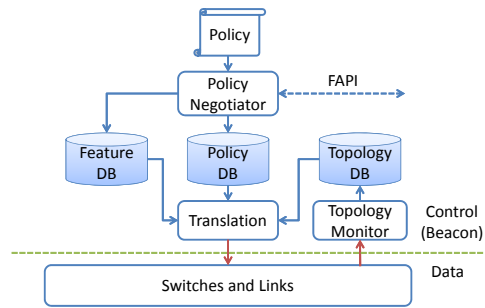 Policy
Policy
Negotiator
FAPI
Feature
DB
Policy
DB
Topology
DB
Translation
Topology
Monitor
Control
(Beacon)
Data
Switches and Links